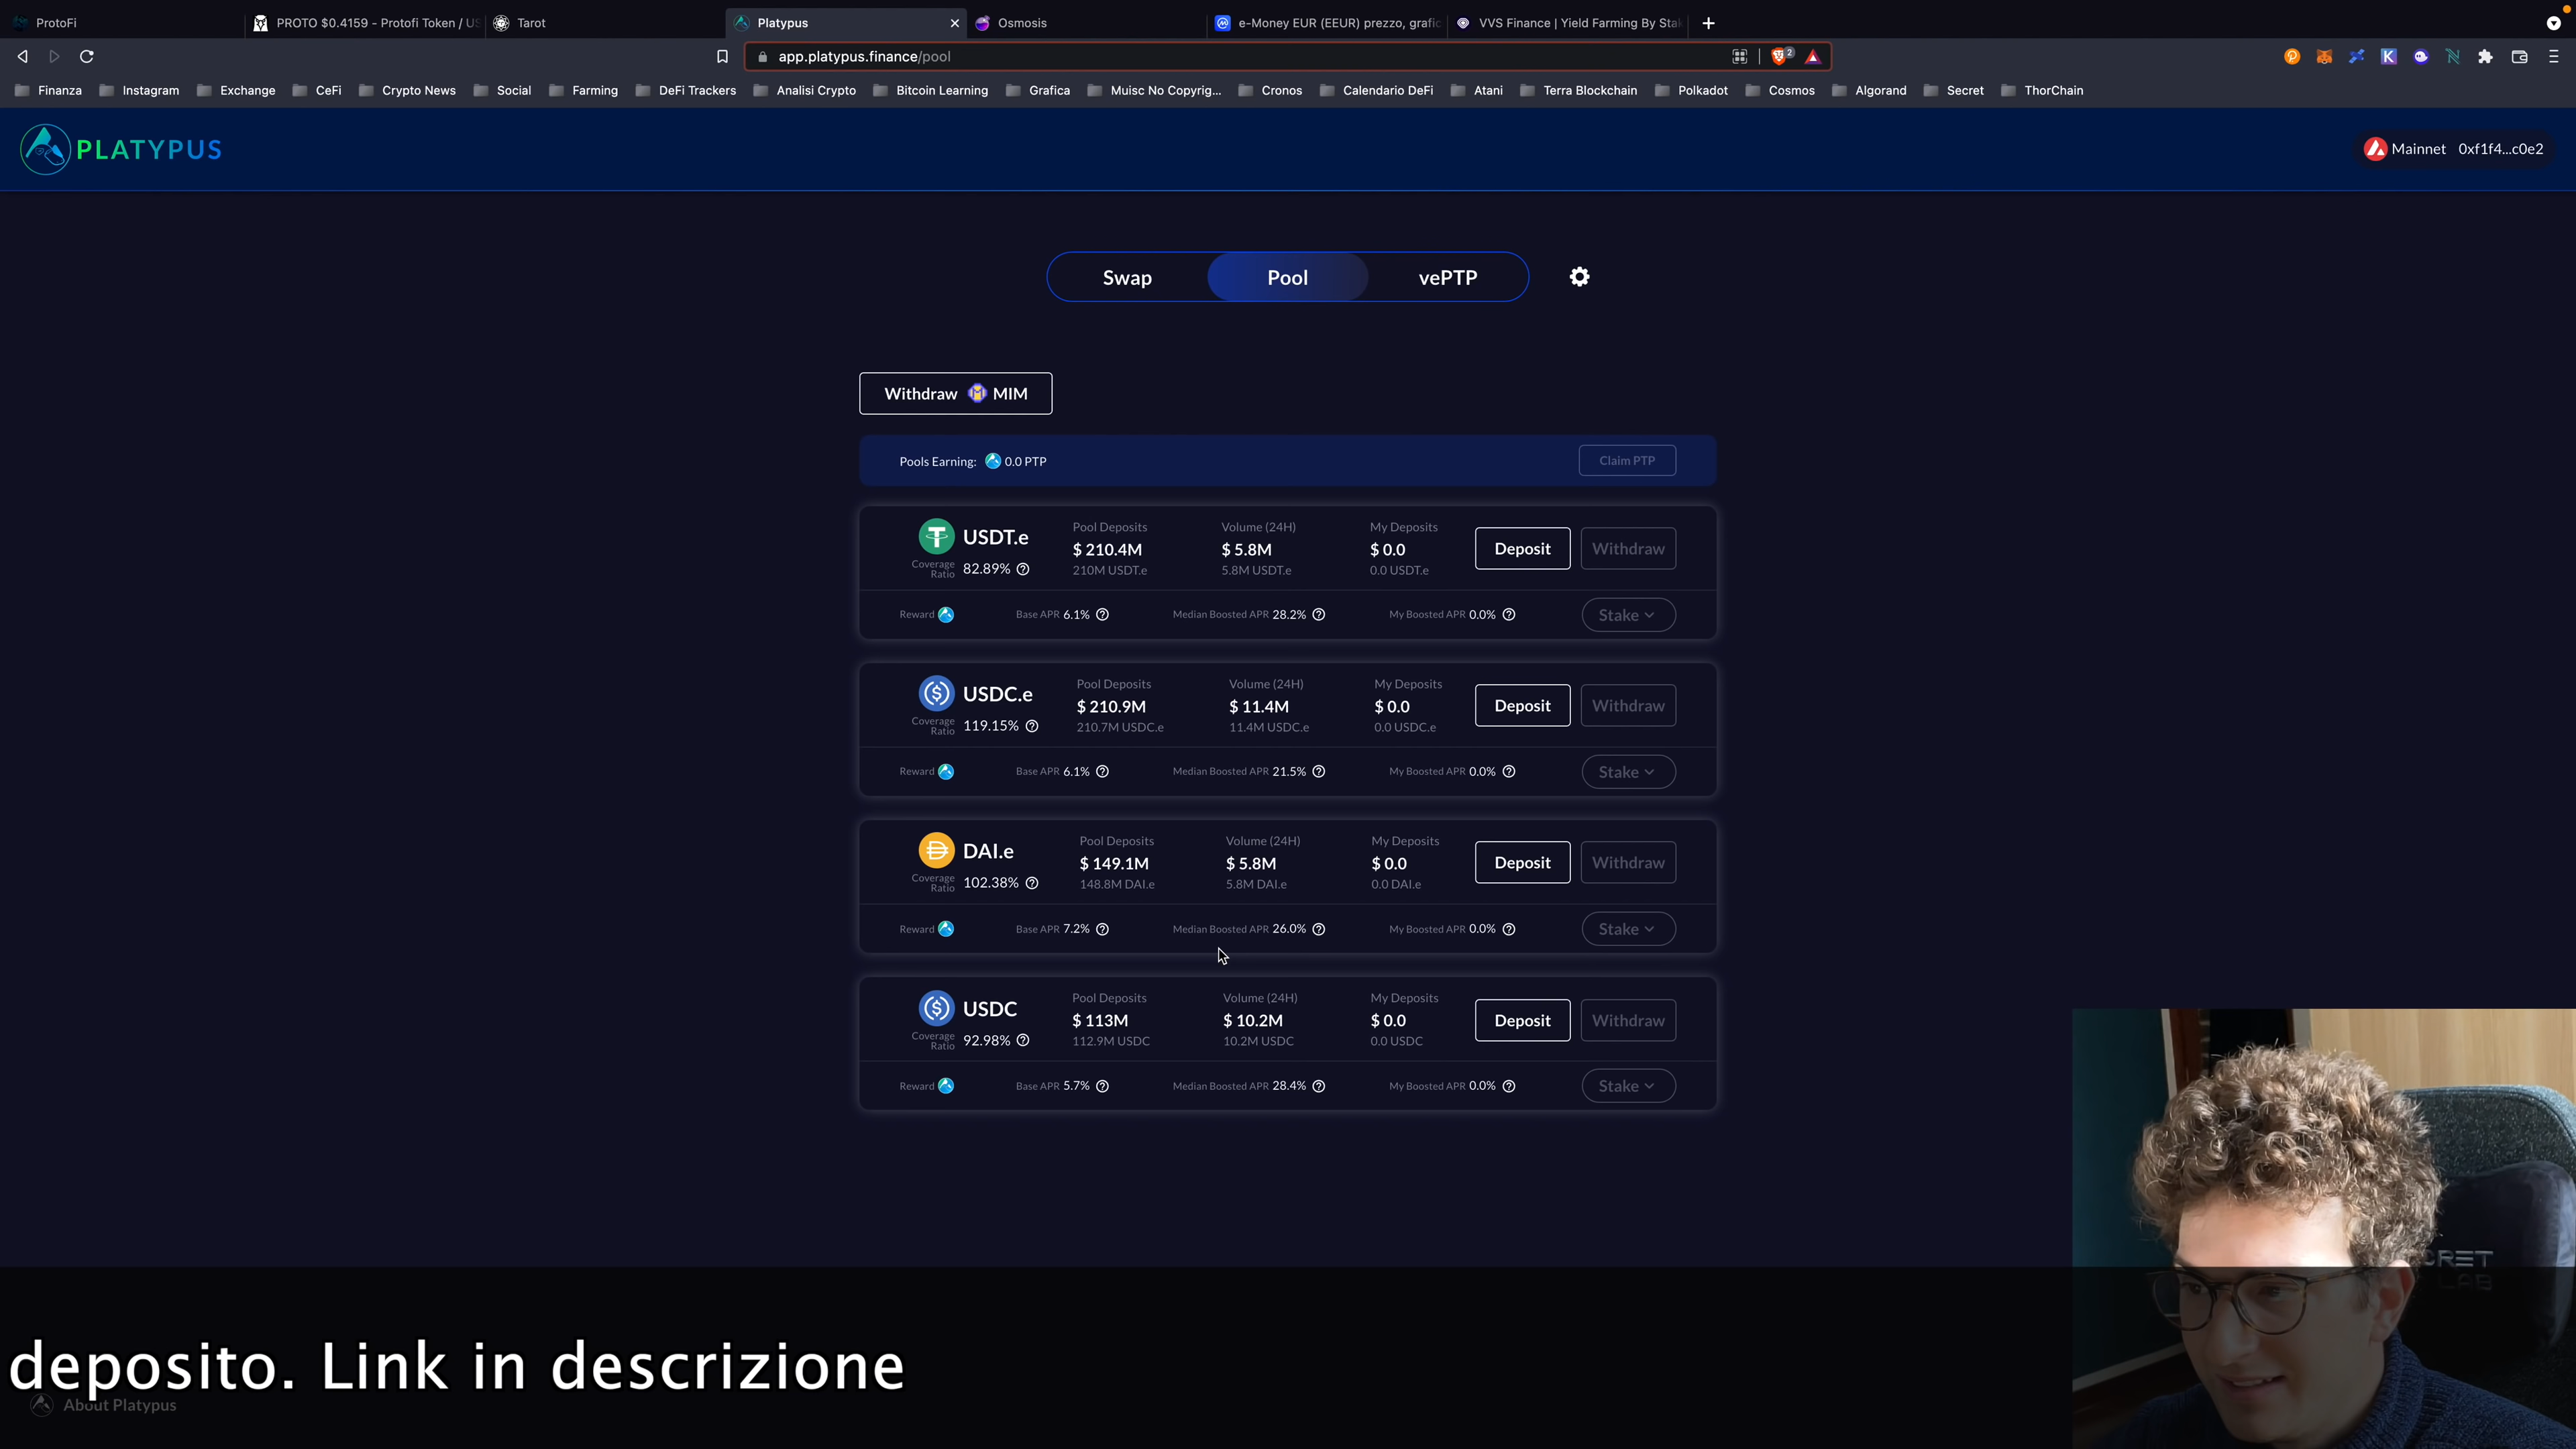 ProtoFi
PROTO $0.4159 - Protofi Token / US
Tarot
Platypus
Osmosis
e-Money EUR (EEUR) prezzo, grafic
VVS Finance | Yield Farming By Stak
app.platypus.finance/pool
2
Finanza Instagram Exchange CeFi Crypto News Social Farming DeFi Trackers Analisi Crypto Bitcoin Learning Grafica Muisc No Copyrig... Cronos Calendario DeFi Atani Terra Blockchain Polkadot Cosmos Algorand Secret ThorChain
PLATYPUS
Mainnet 0xf1f4...c0e2
Swap Pool vePTP
Withdraw MIM
Pools Earning: 0.0 PTP Claim PTP
USDT.e
Coverage Ratio 82.89%
Pool Deposits
$ 210.4M
210M USDT.e
Volume (24H)
$ 5.8M
5.8M USDT.e
My Deposits
$ 0.0
0.0 USDT.e
Deposit Withdraw
Reward Base APR 6.1% Median Boosted APR 28.2% My Boosted APR 0.0% Stake
USDC.e
Coverage Ratio 119.15%
Pool Deposits
$ 210.9M
210.7M USDC.e
Volume (24H)
$ 11.4M
11.4M USDC.e
My Deposits
$ 0.0
0.0 USDC.e
Deposit Withdraw
Reward Base APR 6.1% Median Boosted APR 21.5% My Boosted APR 0.0% Stake
DAI.e
Coverage Ratio 102.38%
Pool Deposits
$ 149.1M
148.8M DAI.e
Volume (24H)
$ 5.8M
5.8M DAI.e
My Deposits
$ 0.0
0.0 DAI.e
Deposit Withdraw
Reward Base APR 7.2% Median Boosted APR 26.0% My Boosted APR 0.0% Stake
USDC
Coverage Ratio 92.98%
Pool Deposits
$ 113M
112.9M USDC
Volume (24H)
$ 10.2M
10.2M USDC
My Deposits
$ 0.0
0.0 USDC
Deposit Withdraw
Reward Base APR 5.7% Median Boosted APR 28.4% My Boosted APR 0.0% Stake
CRET
LAB
deposito. Link in descrizione
About Platypus